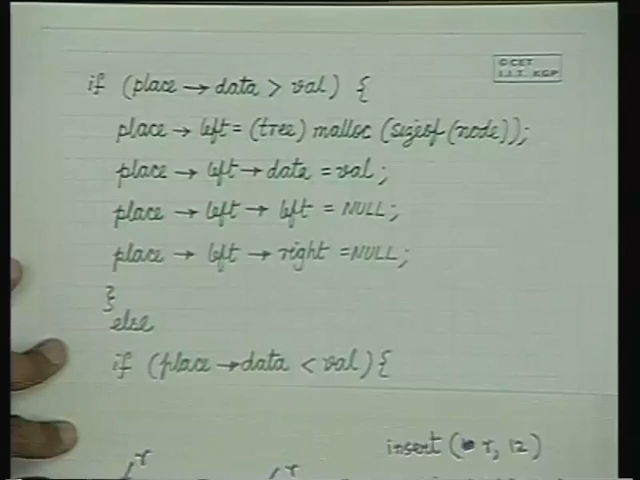 © CET
I.I.T. KGP
if (place → data > val) {
place → left = (tree) malloc (sizeof (node));
place → left → data = val;
place → left → left = NULL;
place → left → right = NULL;
}
else
if (place → data < val) {
insert ( r, 12)
r
r